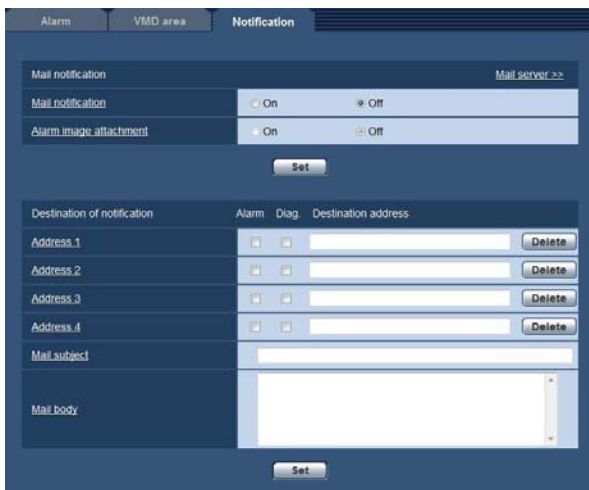 Alarm VMD area Notification
Mail notification Mail server >>
Mail notification On Off
Alarm image attachment On Off
Set
Destination of notification Alarm Diag. Destination address
Address 1 Delete
Address 2 Delete
Address 3 Delete
Address 4 Delete
Mail subject
Mail body
Set